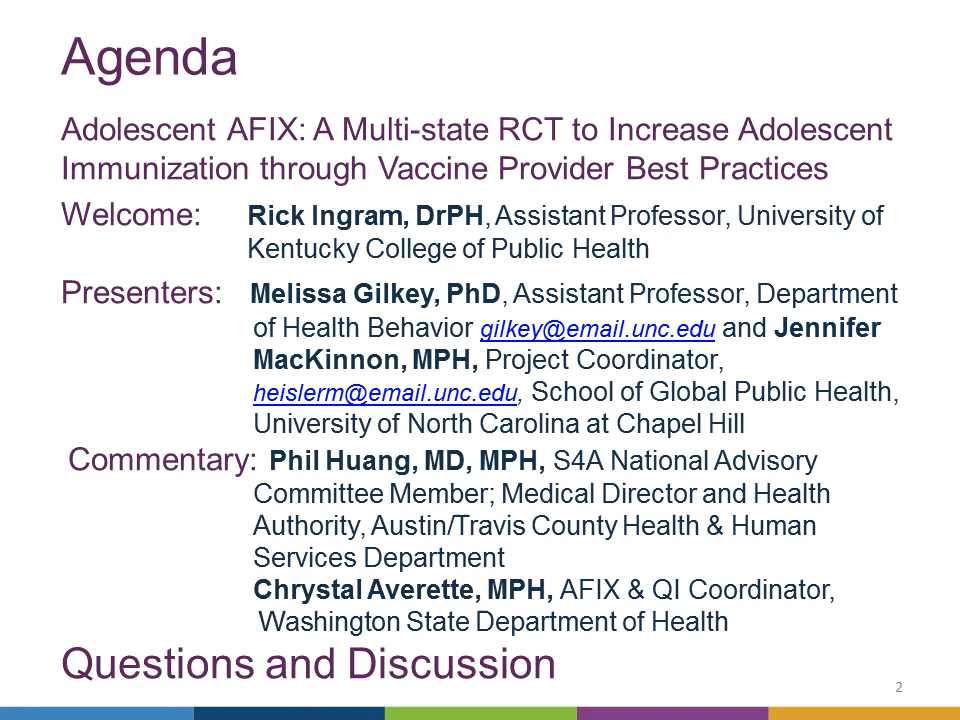 Agenda
Adolescent AFIX: A Multi-state RCT to Increase Adolescent
Immunization through Vaccine Provider Best Practices
Welcome: Rick Ingram, DrPH, Assistant Professor, University of
Kentucky College of Public Health
Presenters: Melissa Gilkey, PhD, Assistant Professor, Department
of Health Behavior gilkey@email.unc.edu and Jennifer
MacKinnon, MPH, Project Coordinator,
heislerm@email.unc.edu, School of Global Public Health,
University of North Carolina at Chapel Hill
Commentary: Phil Huang, MD, MPH, S4A National Advisory
Committee Member; Medical Director and Health
Authority, Austin/Travis County Health & Human
Services Department
Chrystal Averette, MPH, AFIX & QI Coordinator,
Washington State Department of Health
Questions and Discussion
2